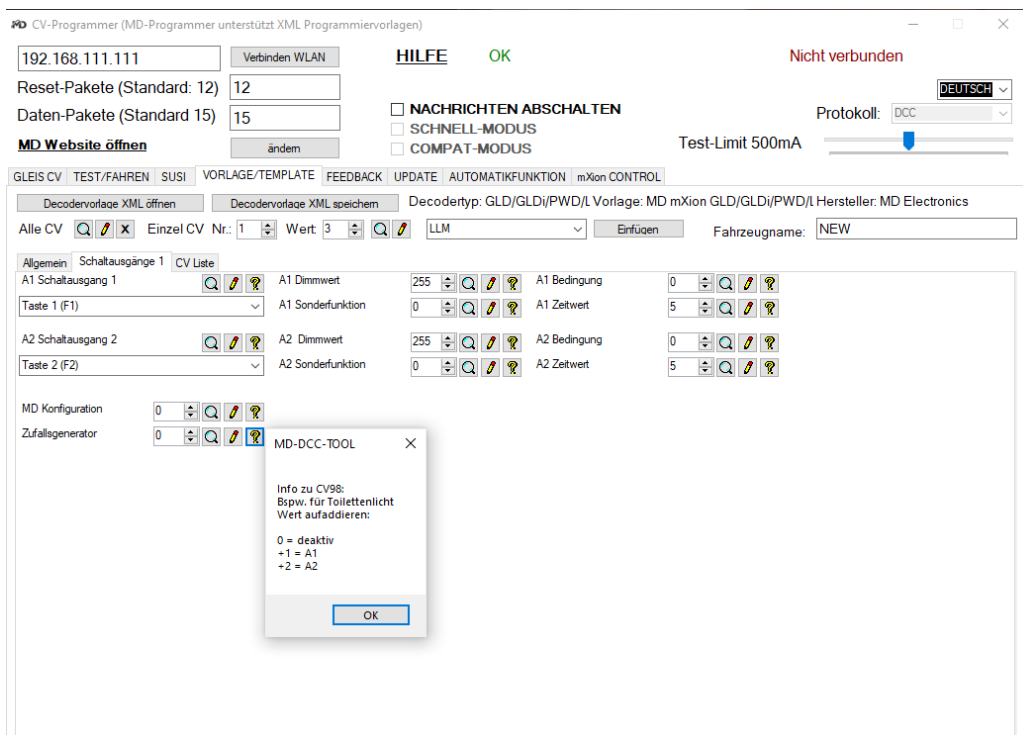 MD CV-Programmer (MD-Programmer unterstützt XML Programmiervorlagen)
192.168.111.111 Verbinden WLAN HILFE OK Nicht verbunden
Reset-Pakete (Standard: 12) 12 DEUTSCH
Daten-Pakete (Standard 15) 15 NACHRICHTEN ABSCHALTEN Protokoll: DCC
SCHNELL-MODUS
MD Website öffnen ändern COMPAT-MODUS Test-Limit 500mA
GLEIS CV TEST/FAHREN SUSI VORLAGE/TEMPLATE FEEDBACK UPDATE AUTOMATIKFUNKTION mXion CONTROL
Decodervorlage XML öffnen Decodervorlage XML speichern Decodertyp: GLD/GLDi/PWD/L Vorlage: MD mXion GLD/GLDi/PWD/L Hersteller: MD Electronics
Alle CV X Einzel CV Nr.: 1 Wert: 3 LLM Einfügen Fahrzeugname: NEW
Allgemein Schaltausgänge 1 CV Liste
A1 Schaltausgang 1 ? A1 Dimmwert 255 ? A1 Bedingung 0 ?
Taste 1 (F1) A1 Sonderfunktion 0 ? A1 Zeitwert 5 ?
A2 Schaltausgang 2 ? A2 Dimmwert 255 ? A2 Bedingung 0 ?
Taste 2 (F2) A2 Sonderfunktion 0 ? A2 Zeitwert 5 ?
MD Konfiguration 0 ?
Zufallsgenerator 0 ?
MD-DCC-TOOL
Info zu CV98:
Bspw. für Toilettenlicht
Wert aufaddieren:
0 = deaktiv
+1 = A1
+2 = A2
OK